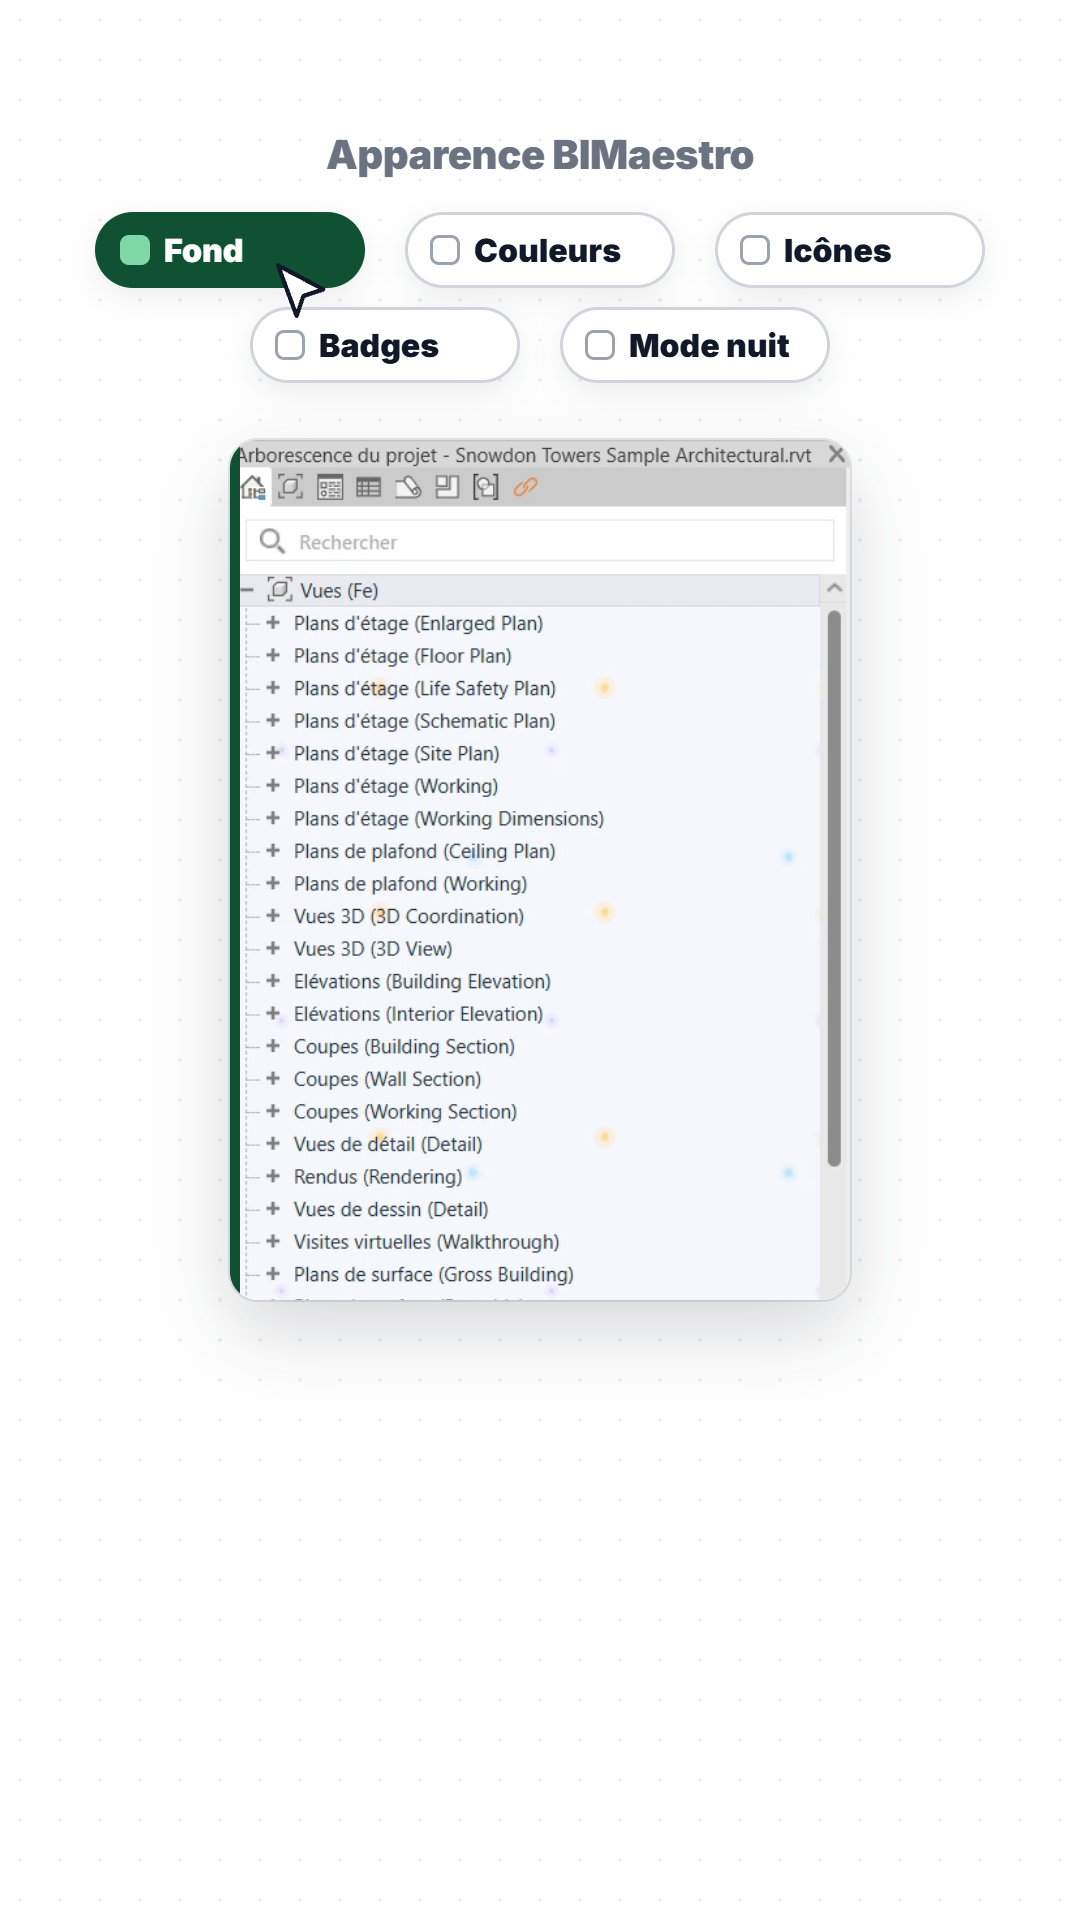 Apparence BIMaestro
Fond
Couleurs
Icônes
Badges
Mode nuit
Arborescence du projet - Snowdon Towers Sample Architectural.rvt
Rechercher
Vues (Fe)
Plans d'étage (Enlarged Plan)
Plans d'étage (Floor Plan)
Plans d'étage (Life Safety Plan)
Plans d'étage (Schematic Plan)
Plans d'étage (Site Plan)
Plans d'étage (Working)
Plans d'étage (Working Dimensions)
Plans de plafond (Ceiling Plan)
Plans de plafond (Working)
Vues 3D (3D Coordination)
Vues 3D (3D View)
Elévations (Building Elevation)
Elévations (Interior Elevation)
Coupes (Building Section)
Coupes (Wall Section)
Coupes (Working Section)
Vues de détail (Detail)
Rendus (Rendering)
Vues de dessin (Detail)
Visites virtuelles (Walkthrough)
Plans de surface (Gross Building)